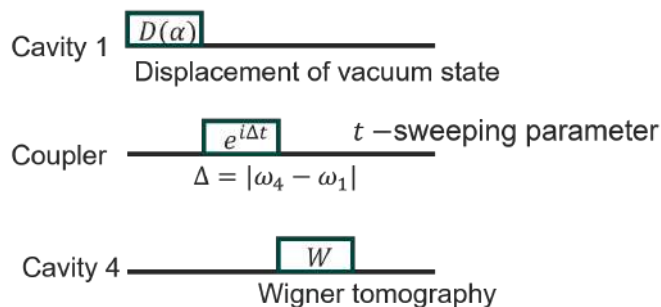 Cavity 1
D(α)
Displacement of vacuum state
Coupler
e^{iΔt}
t −sweeping parameter
Δ = |ω₄ − ω₁|
Cavity 4
W
Wigner tomography